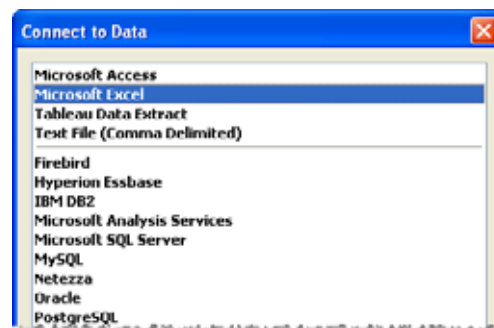 Connect to Data
Microsoft Access
Microsoft Excel
Tableau Data Extract
Text File (Comma Delimited)
Firebird
Hyperion Essbase
IBM DB2
Microsoft Analysis Services
Microsoft SQL Server
MySQL
Netezza
Oracle
PostgreSQL